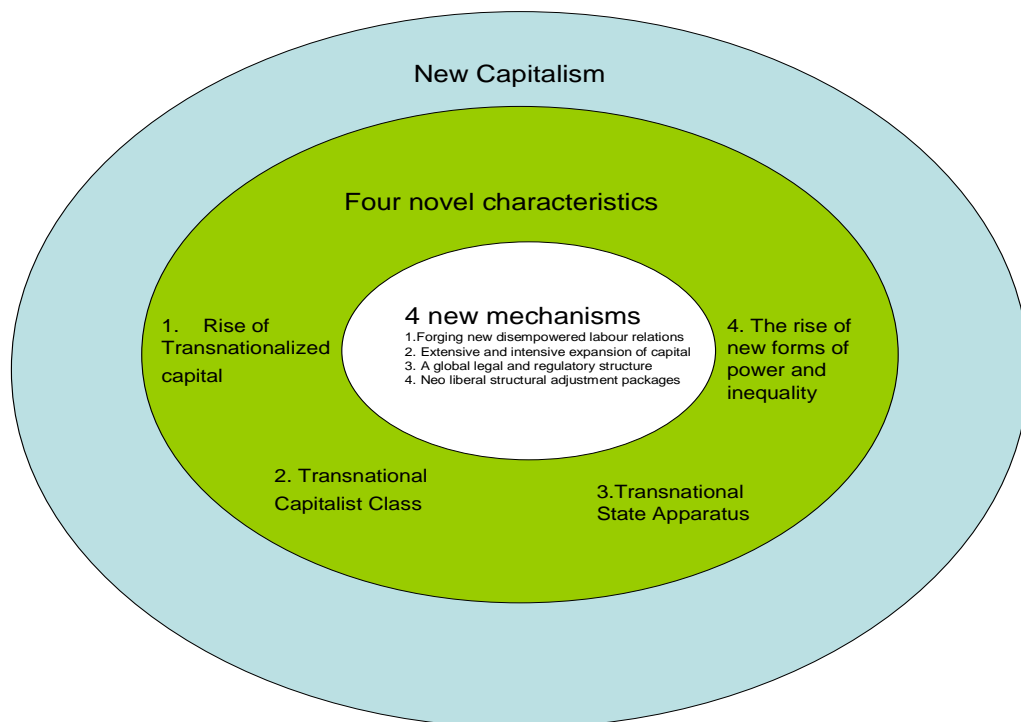 New Capitalism
Four novel characteristics
4 new mechanisms
1.Forging new disempowered labour relations
2. Extensive and intensive expansion of capital
3. A global legal and regulatory structure
4. Neo liberal structural adjustment packages
1. Rise of
Transnationalized
capital
4. The rise of
new forms of
power and
inequality
2. Transnational
Capitalist Class
3.Transnational
State Apparatus